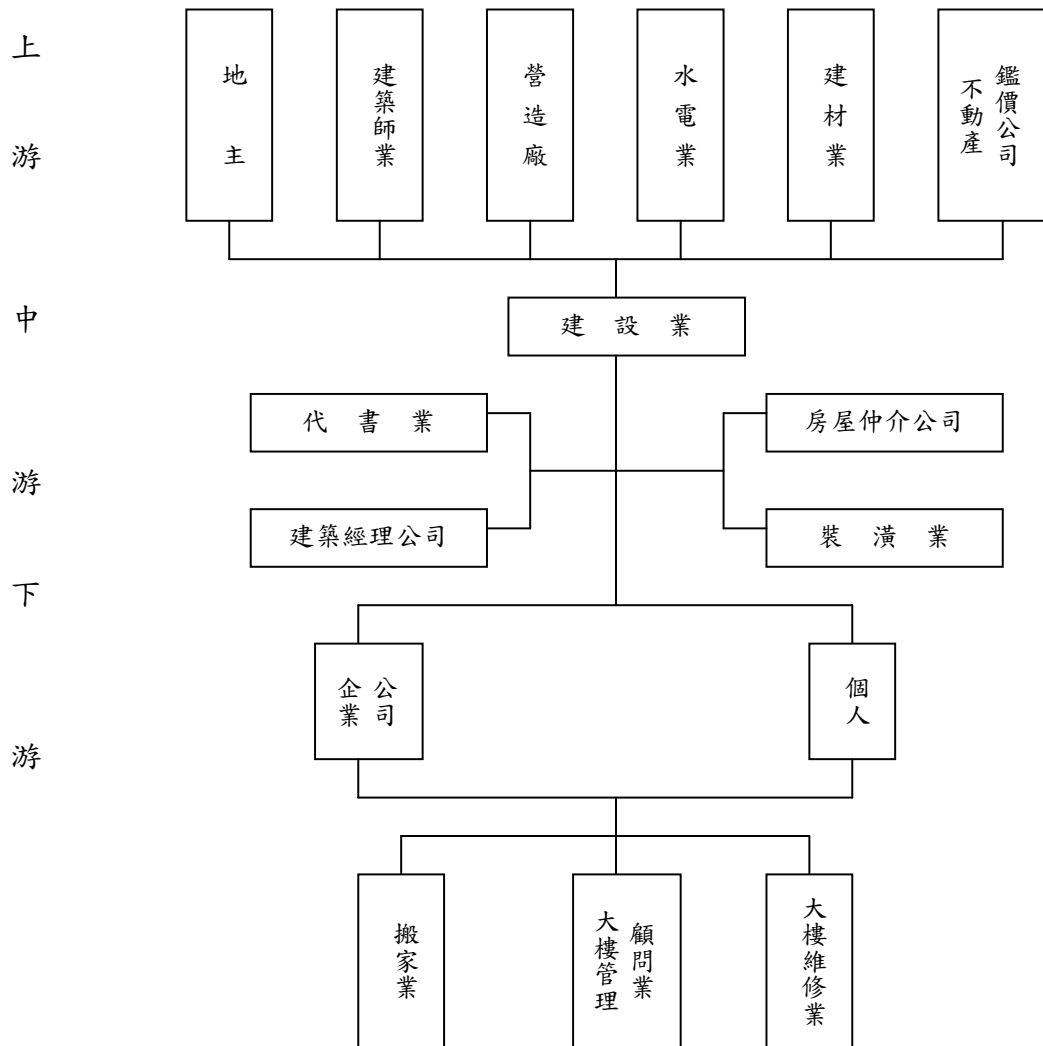 上游
地主
建築師業
營造廠
水電業
建材業
不動產
鑑價公司
中游
建設業
代書業
房屋仲介公司
建築經理公司
裝潢業
下游
企業
公司
個人
搬家業
大樓管理
顧問業
大樓維修業